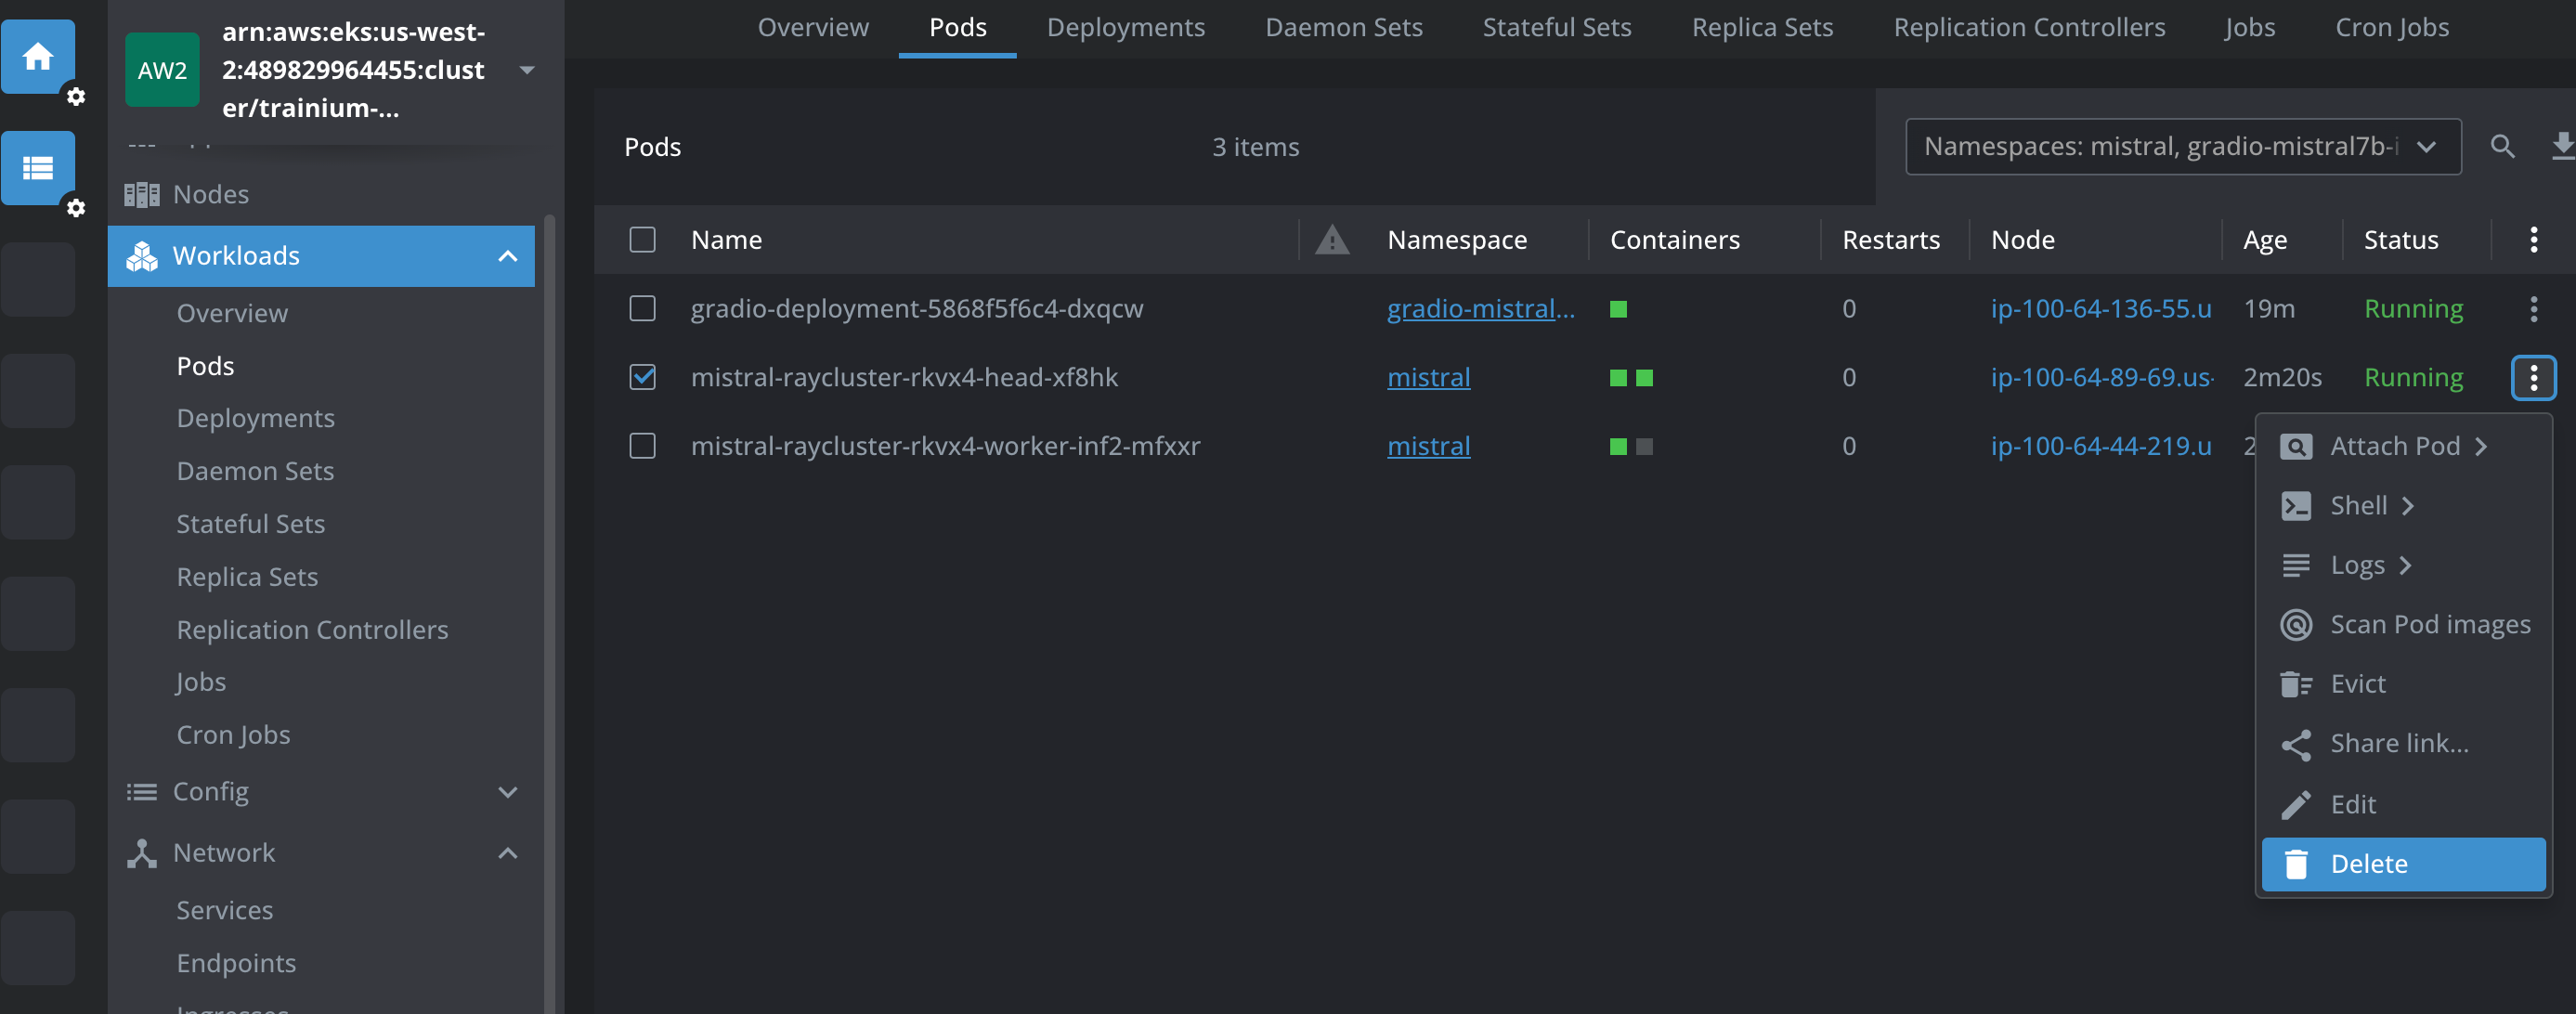 Overview
Pods
Deployments
Daemon Sets
Stateful Sets
Replica Sets
Replication Controllers
Jobs
Cron Jobs
AW2
arn:aws:eks:us-west-
2:489829964455:clust
er/trainium-...
Nodes
Workloads
Overview
Pods
Deployments
Daemon Sets
Stateful Sets
Replica Sets
Replication Controllers
Jobs
Cron Jobs
Config
Network
Services
Endpoints
Pods
3 items
Namespaces: mistral, gradio-mistral7b-i
Name
Namespace
Containers
Restarts
Node
Age
Status
gradio-deployment-5868f5f6c4-dxqcw
gradio-mistral...
0
ip-100-64-136-55.u
19m
Running
mistral-raycluster-rkvx4-head-xf8hk
mistral
0
ip-100-64-89-69.us-
2m20s
Running
mistral-raycluster-rkvx4-worker-inf2-mfxxr
mistral
0
ip-100-64-44-219.u
2
Attach Pod
Shell
Logs
Scan Pod images
Evict
Share link...
Edit
Delete